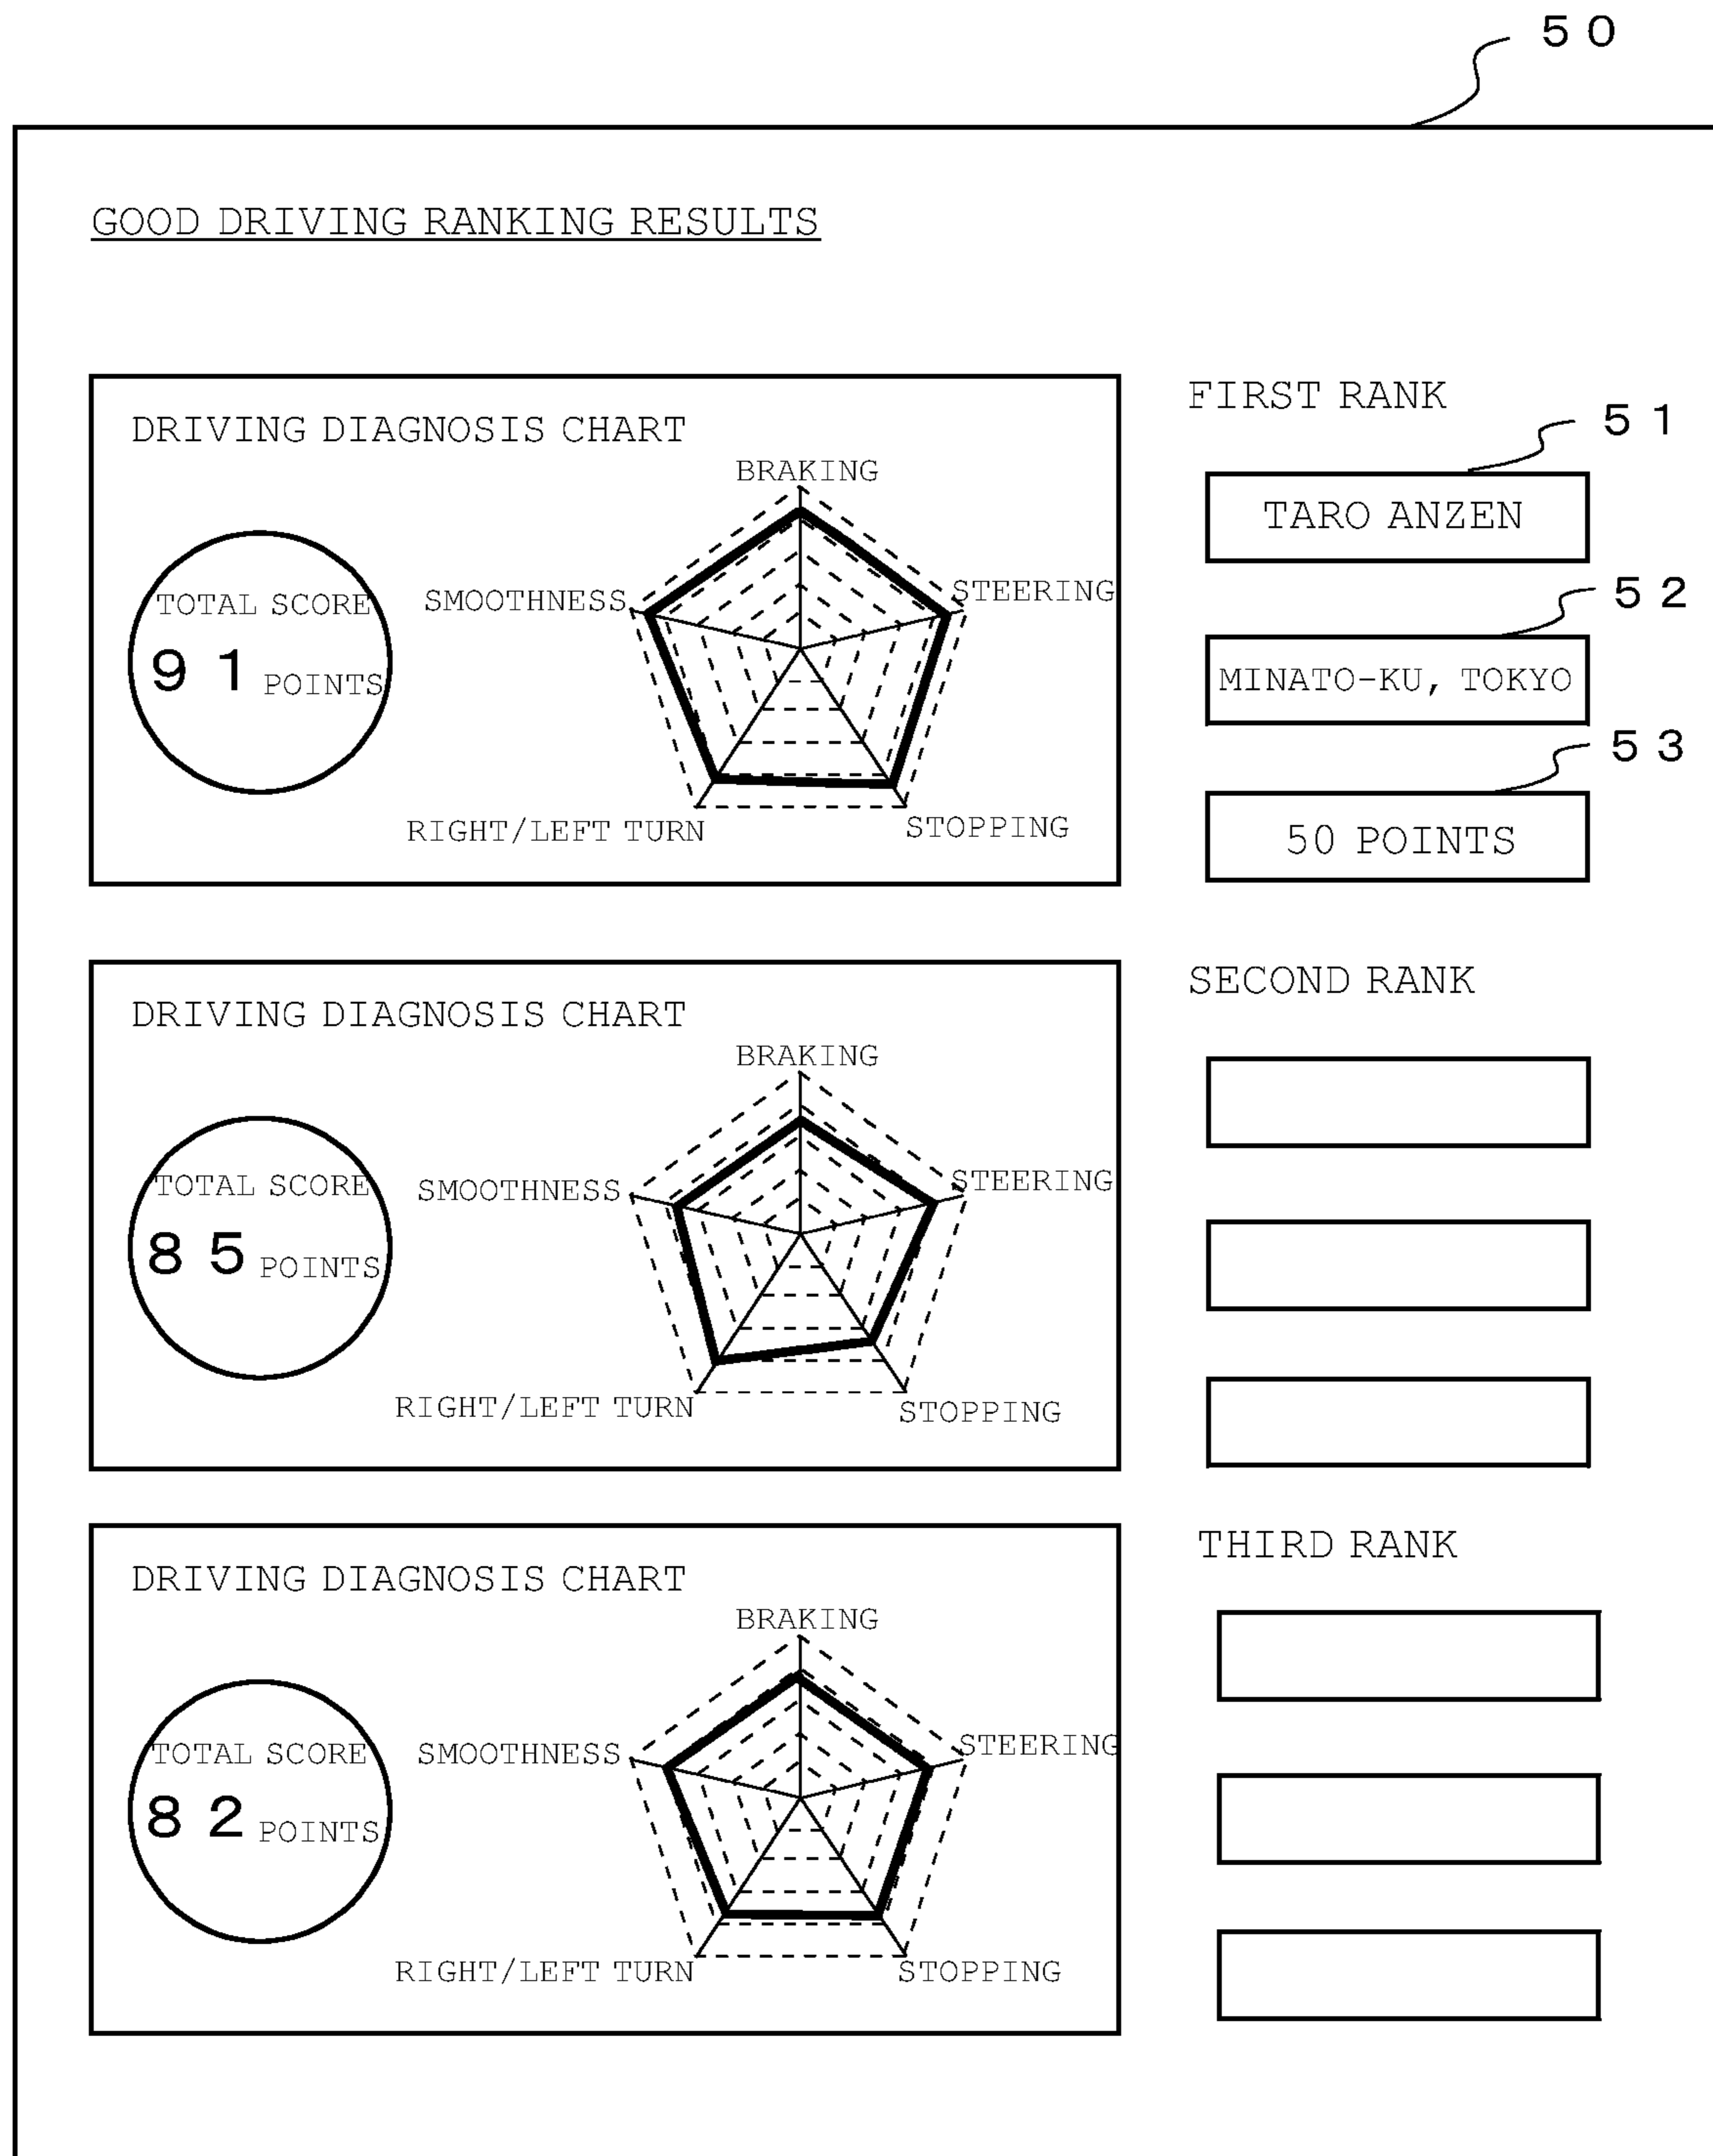 50
GOOD DRIVING RANKING RESULTS
DRIVING DIAGNOSIS CHART
TOTAL SCORE
91 POINTS
BRAKING
STEERING
SMOOTHNESS
RIGHT/LEFT TURN
STOPPING
FIRST RANK
51
TARO ANZEN
52
MINATO-KU, TOKYO
53
50 POINTS
DRIVING DIAGNOSIS CHART
TOTAL SCORE
85 POINTS
BRAKING
STEERING
SMOOTHNESS
RIGHT/LEFT TURN
STOPPING
SECOND RANK
DRIVING DIAGNOSIS CHART
TOTAL SCORE
82 POINTS
BRAKING
STEERING
SMOOTHNESS
RIGHT/LEFT TURN
STOPPING
THIRD RANK